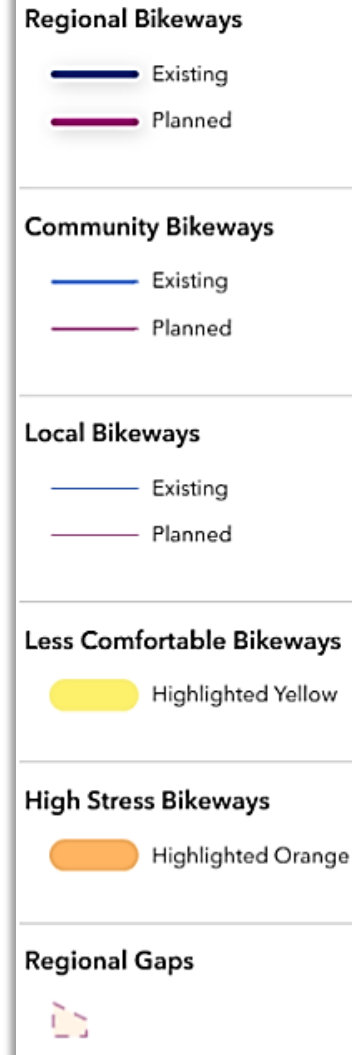 Regional Bikeways
Existing
Planned
Community Bikeways
Existing
Planned
Local Bikeways
Existing
Planned
Less Comfortable Bikeways
Highlighted Yellow
High Stress Bikeways
Highlighted Orange
Regional Gaps